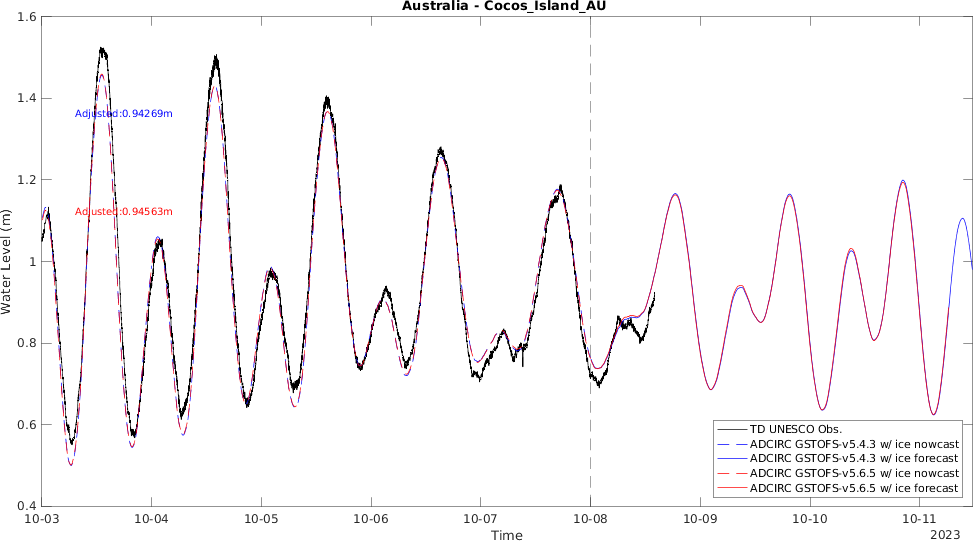 Australia - Cocos_Island_AU
1.6
1.4
1.2
1
0.8
0.6
0.4
Water Level (m)
Adjusted:0.94269m
Adjusted:0.94563m
TD UNESCO Obs.
ADCIRC GSTOFS-v5.4.3 w/ ice nowcast
ADCIRC GSTOFS-v5.4.3 w/ ice forecast
ADCIRC GSTOFS-v5.6.5 w/ ice nowcast
ADCIRC GSTOFS-v5.6.5 w/ ice forecast
10-03 10-04 10-05 10-06 10-07 10-08 10-09 10-10 10-11
Time
2023